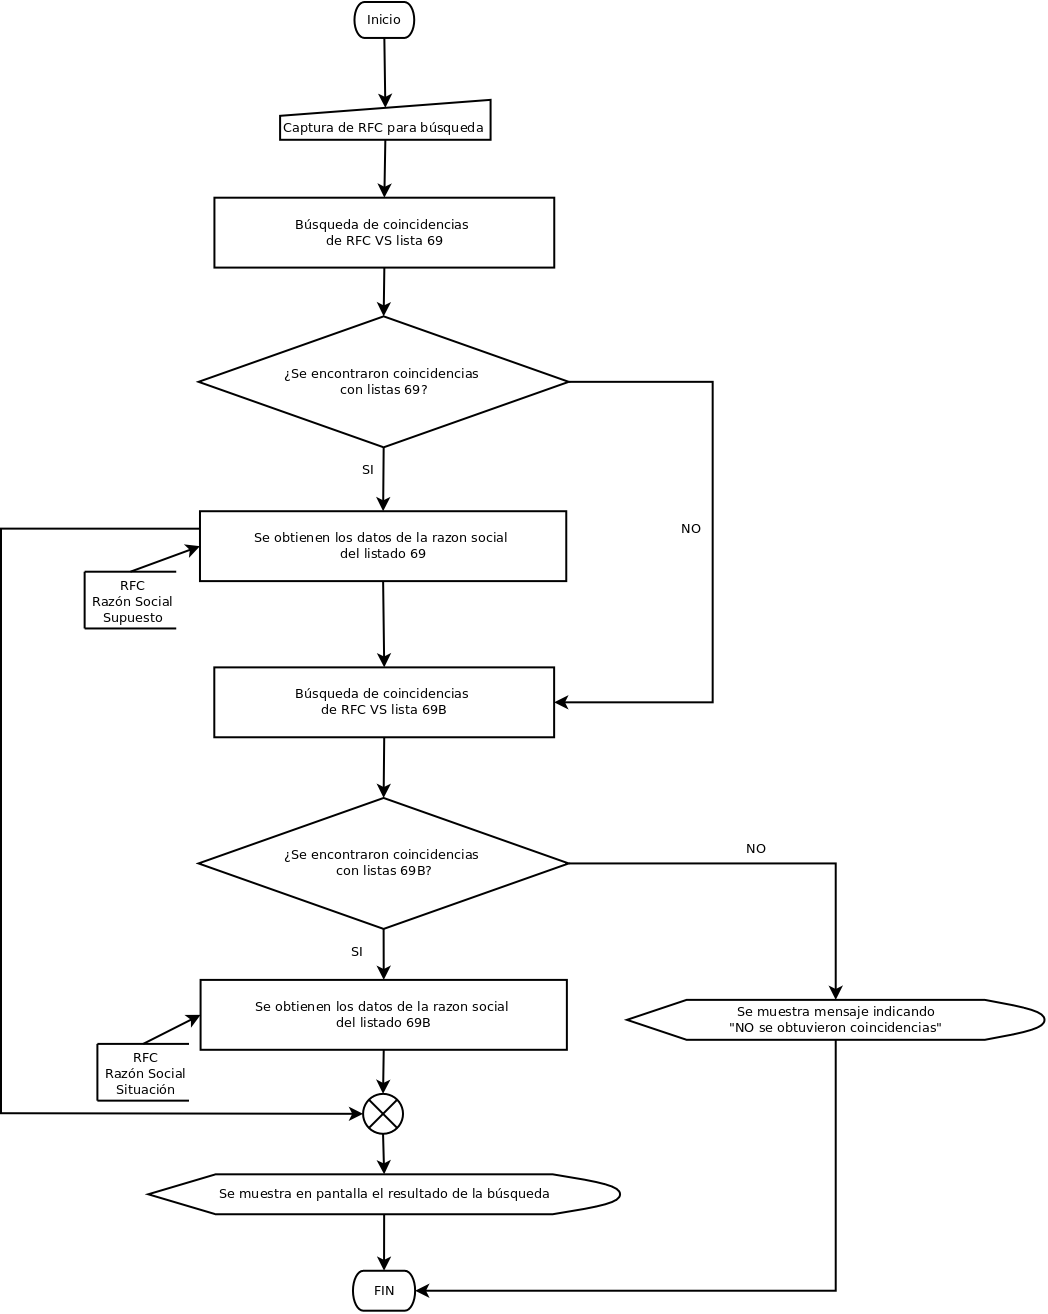 Inicio
Captura de RFC para búsqueda
Búsqueda de coincidencias
de RFC VS lista 69
¿Se encontraron coincidencias
con listas 69?
SI
NO
Se obtienen los datos de la razon social
del listado 69
RFC
Razón Social
Supuesto
Búsqueda de coincidencias
de RFC VS lista 69B
¿Se encontraron coincidencias
con listas 69B?
NO
SI
Se obtienen los datos de la razon social
del listado 69B
Se muestra mensaje indicando
"NO se obtuvieron coincidencias"
RFC
Razón Social
Situación
Se muestra en pantalla el resultado de la búsqueda
FIN